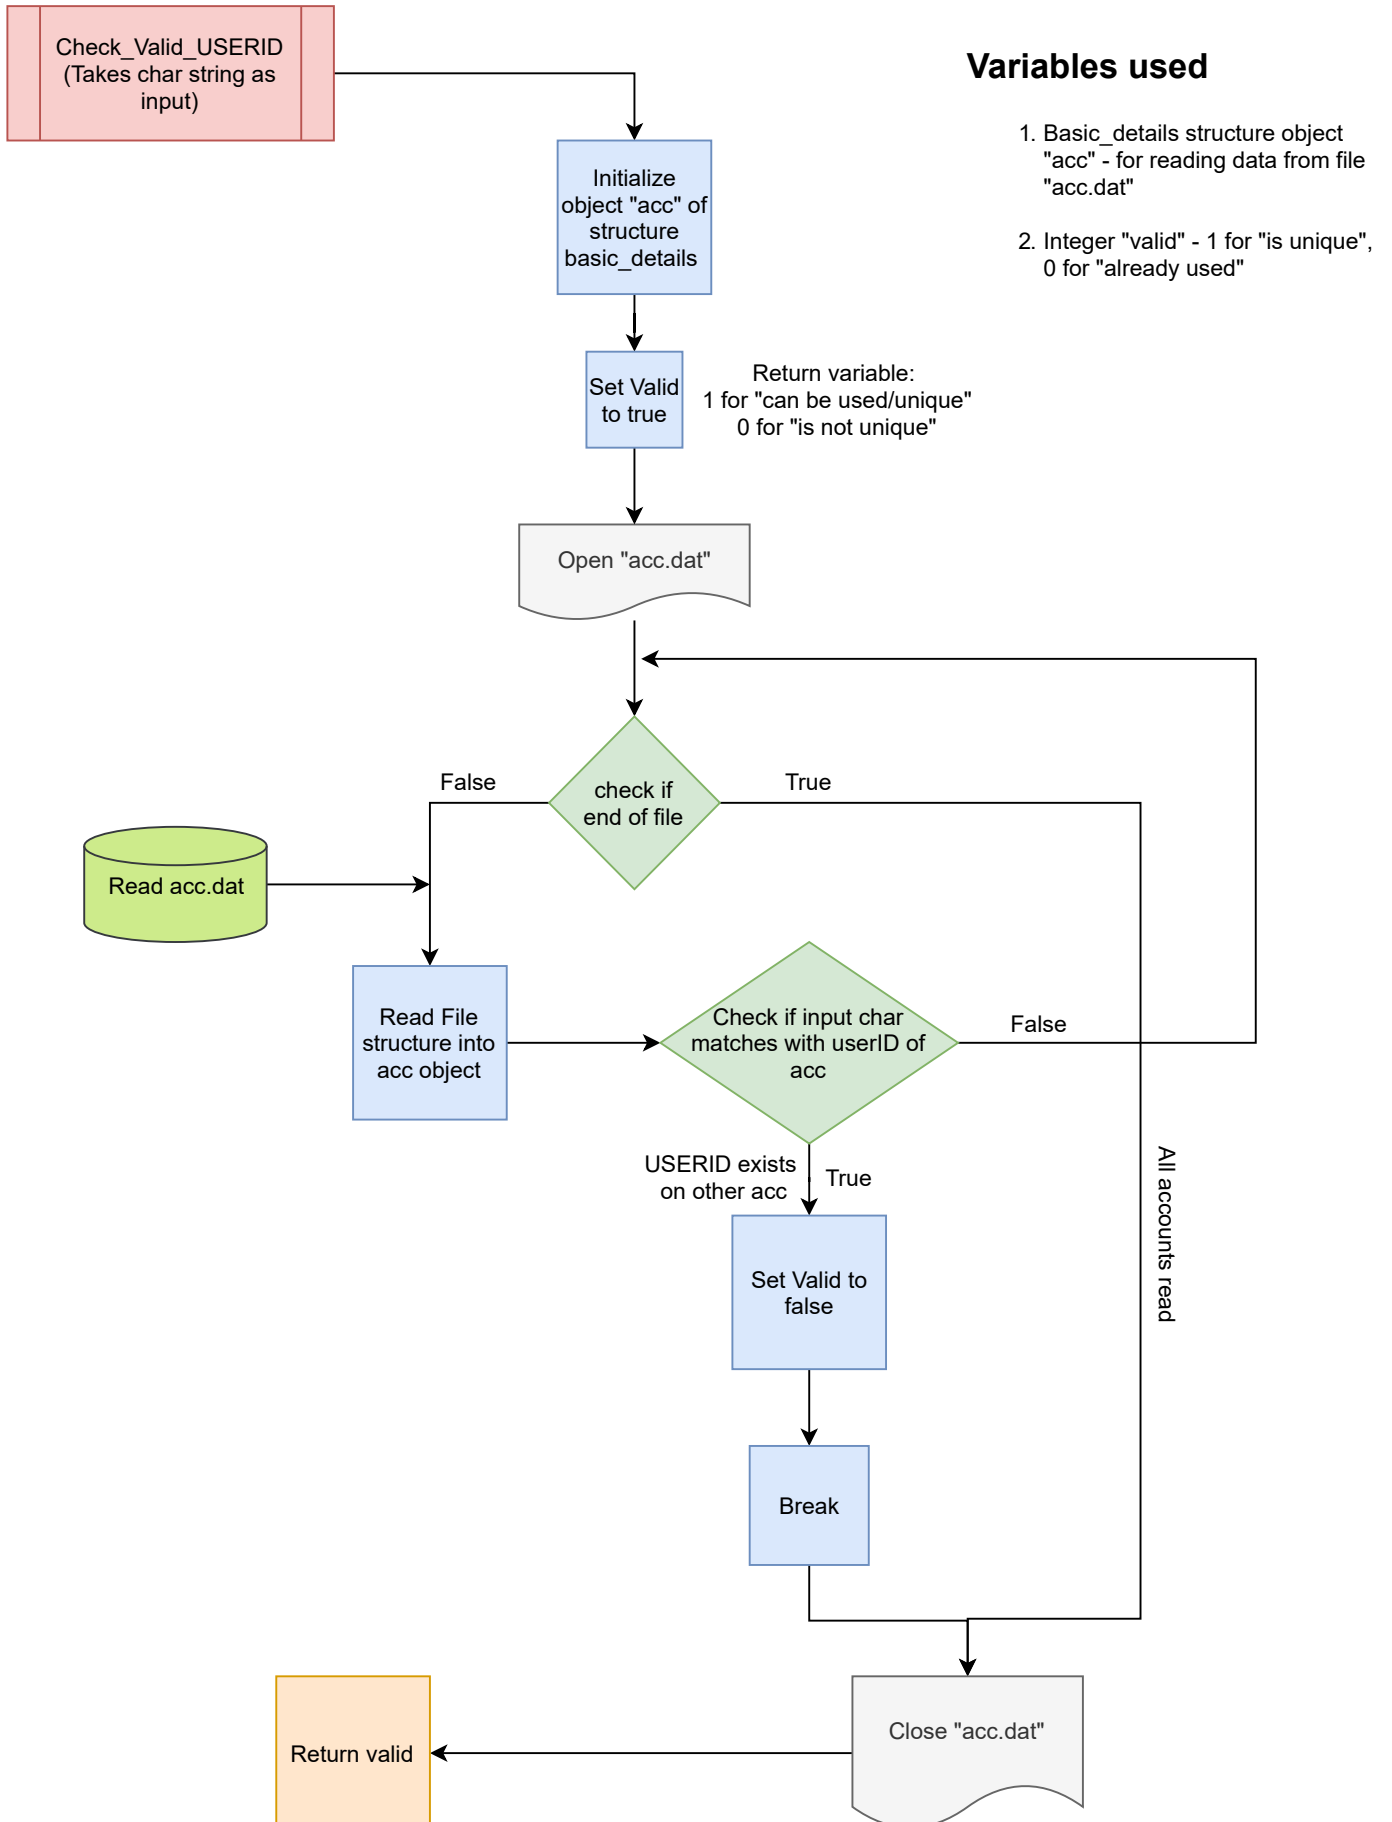 Check_Valid_USERID
(Takes char string as
input)
Variables used
1. Basic_details structure object
"acc" - for reading data from file
"acc.dat"
2. Integer "valid" - 1 for "is unique",
0 for "already used"
Initialize
object "acc" of
structure
basic_details
Set Valid
to true
Return variable:
1 for "can be used/unique"
0 for "is not unique"
Open "acc.dat"
check if
end of file
False
True
Read acc.dat
Read File
structure into
acc object
Check if input char
matches with userID of
acc
False
USERID exists
on other acc
True
All accounts read
Set Valid to
false
Break
Close "acc.dat"
Return valid